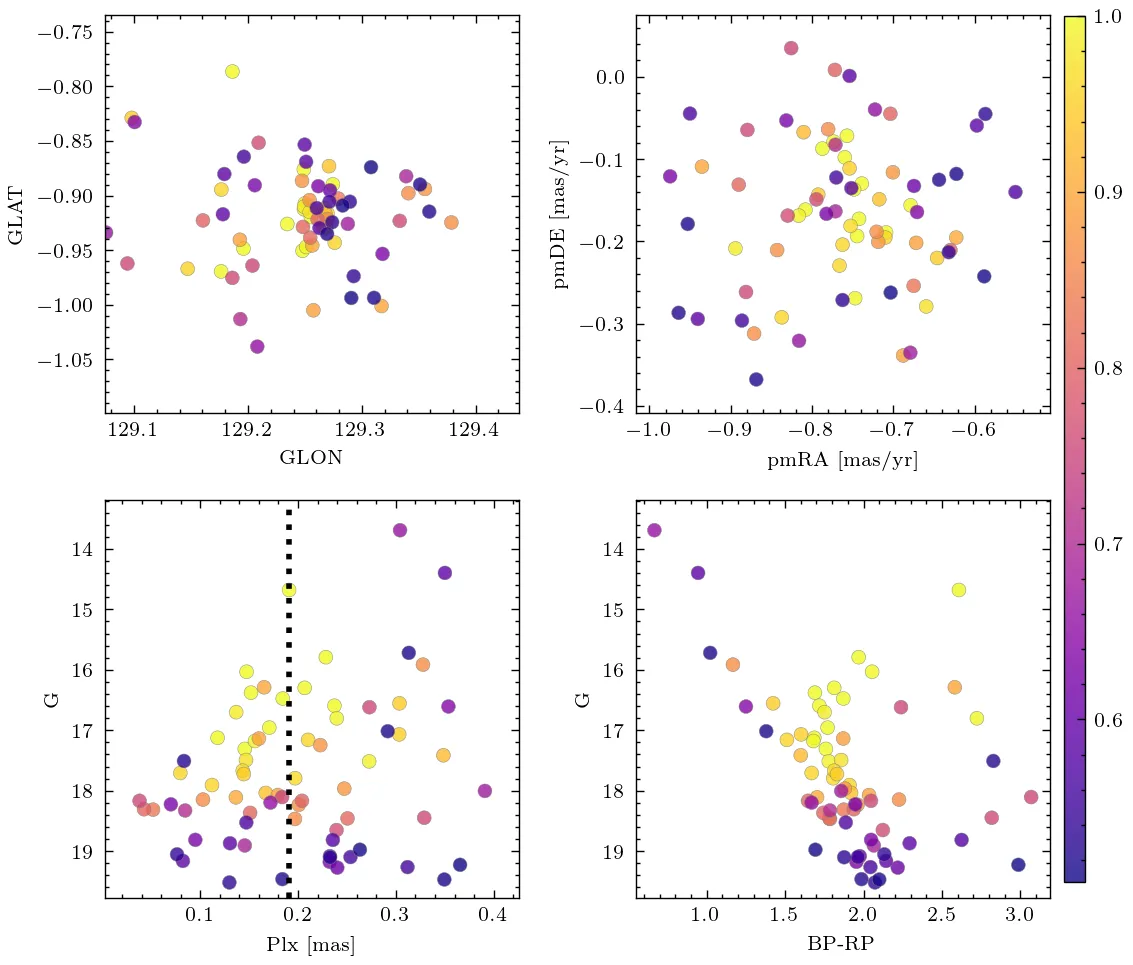 −0.75
−0.80
−0.85
−0.90
−0.95
−1.00
−1.05
GLAT
129.1 129.2 129.3 129.4
GLON
0.0
−0.1
−0.2
−0.3
−0.4
pmDE [mas/yr]
−1.0 −0.9 −0.8 −0.7 −0.6
pmRA [mas/yr]
1.0
0.9
0.8
0.7
0.6
14
15
16
17
18
19
G
0.1 0.2 0.3 0.4
Plx [mas]
14
15
16
17
18
19
G
1.0 1.5 2.0 2.5 3.0
BP-RP